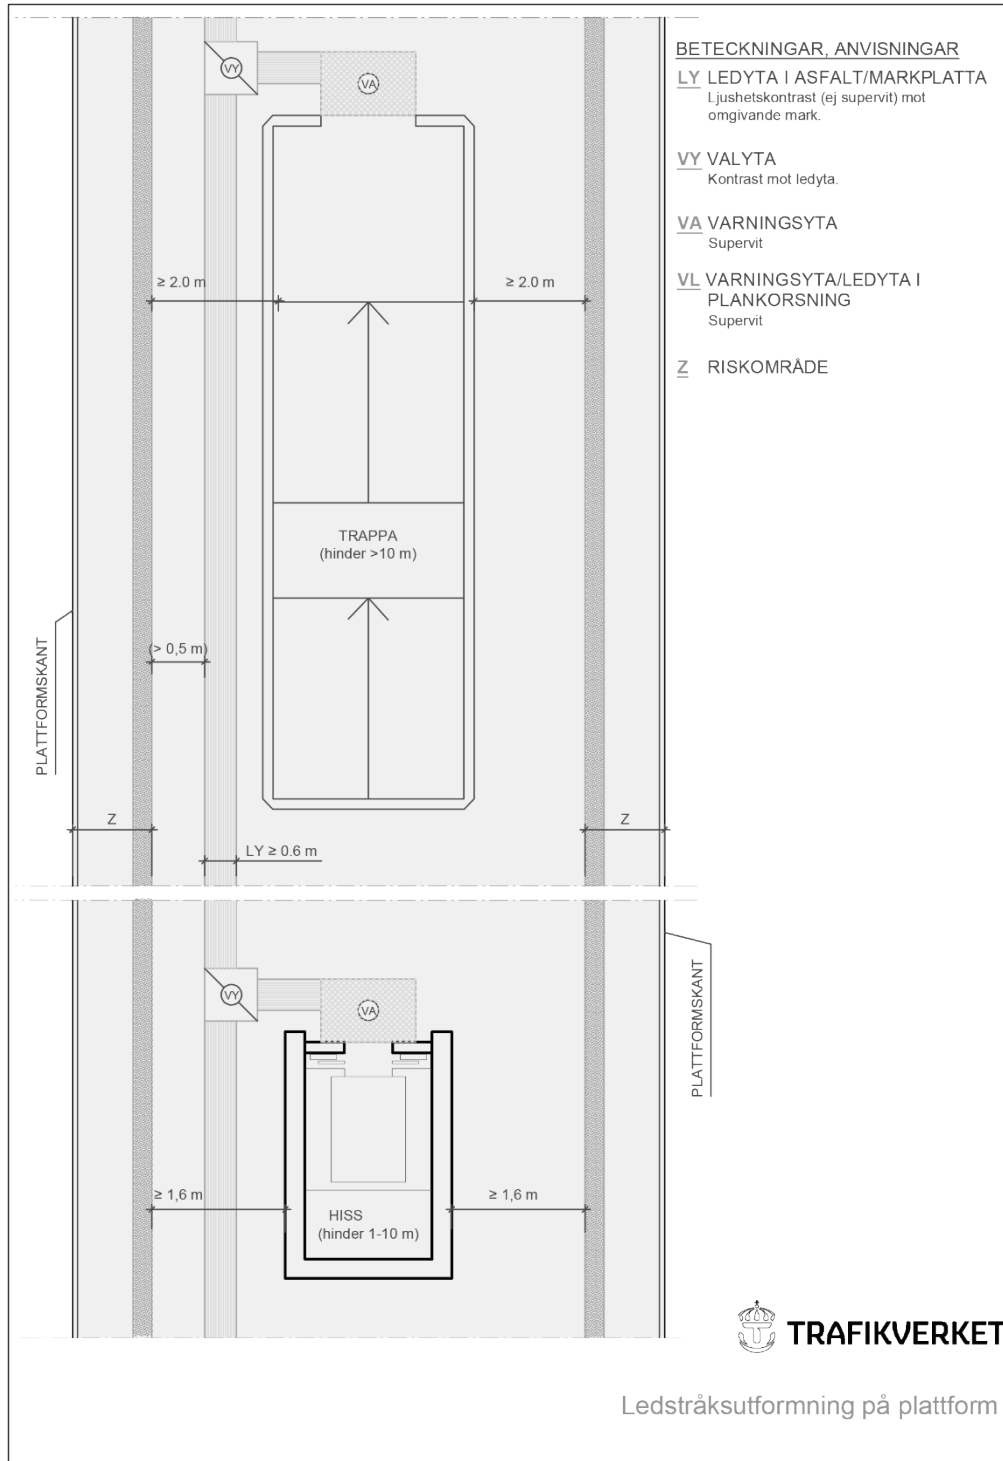 BETECKNINGAR, ANVISNINGAR
LY LEDYTA I ASFALT/MARKPLATTA
Ljushetskontrast (ej supervit) mot
omgivande mark.
VY VALYTA
Kontrast mot ledyta.
VA VARNINGSYTA
Supervit
VL VARNINGSYTA/LEDYTA I
PLANKORSNING
Supervit
Z RISKOMRÅDE
VY
VA
≥ 2.0 m
≥ 2.0 m
TRAPPA
(hinder >10 m)
(> 0,5 m)
PLATTFORMSKANT
Z
Z
LY ≥ 0.6 m
VY
VA
PLATTFORMSKANT
≥ 1,6 m
≥ 1,6 m
HISS
(hinder 1-10 m)
TRAFIKVERKET
Ledstråksutformning på plattform